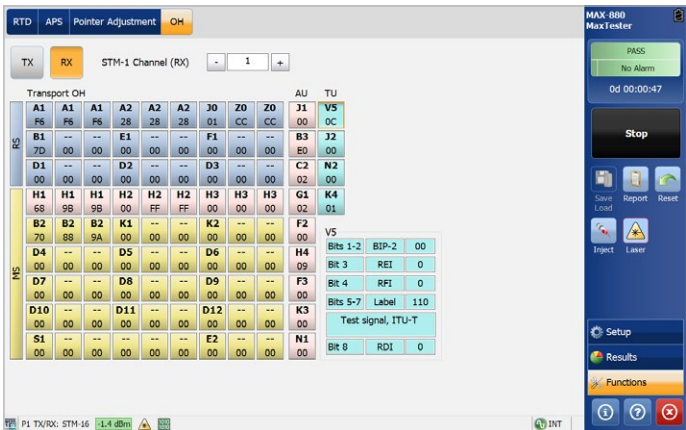 RTD APS Pointer Adjustment OH
MAX-880
MaxTester
TX RX STM-1 Channel (RX) - 1 +
PASS
No Alarm
0d 00:00:47
Stop
Save
Load
Report Reset
Inject Laser
Setup
Results
Functions
Transport OH AU TU
A1 A1 A1 A2 A2 A2 J0 Z0 Z0 J1 V5
F6 F6 F6 28 28 28 01 CC CC 00 0C
RS
B1 -- -- E1 -- -- F1 -- -- B3 J2
7D 00 00 00 00 00 00 00 00 E0 00
D1 -- -- D2 -- -- D3 -- -- C2 N2
00 00 00 00 00 00 00 00 00 02 00
H1 H1 H1 H2 H2 H2 H3 H3 H3 G1 K4
68 9B 9B 00 FF FF 00 00 00 02 01
MS
B2 B2 B2 K1 -- -- K2 -- -- F2
70 88 9A 00 00 00 00 00 00 00
D4 -- -- D5 -- -- D6 -- -- H4
00 00 00 00 00 00 00 00 00 09
D7 -- -- D8 -- -- D9 -- -- F3
00 00 00 00 00 00 00 00 00 00
D10 -- -- D11 -- -- D12 -- -- K3
00 00 00 00 00 00 00 00 00 00
S1 -- -- -- -- -- E2 -- -- N1
00 00 00 00 00 00 00 00 00 00
V5
Bits 1-2 BIP-2 00
Bit 3 REI 0
Bit 4 RFI 0
Bits 5-7 Label 110
Test signal, ITU-T
Bit 8 RDI 0
P1 TX/RX: STM-16 -1.4 dBm INT